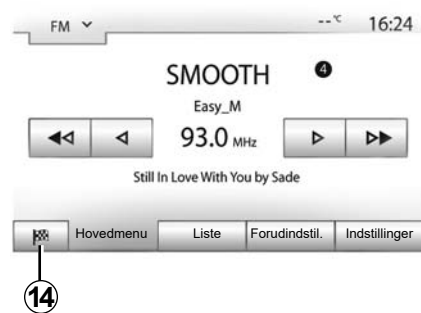 FM --°C 16:24
SMOOTH 4
Easy_M
93.0 MHz
Still In Love With You by Sade
Hovedmenu Liste Forudindstil. Indstillinger
14